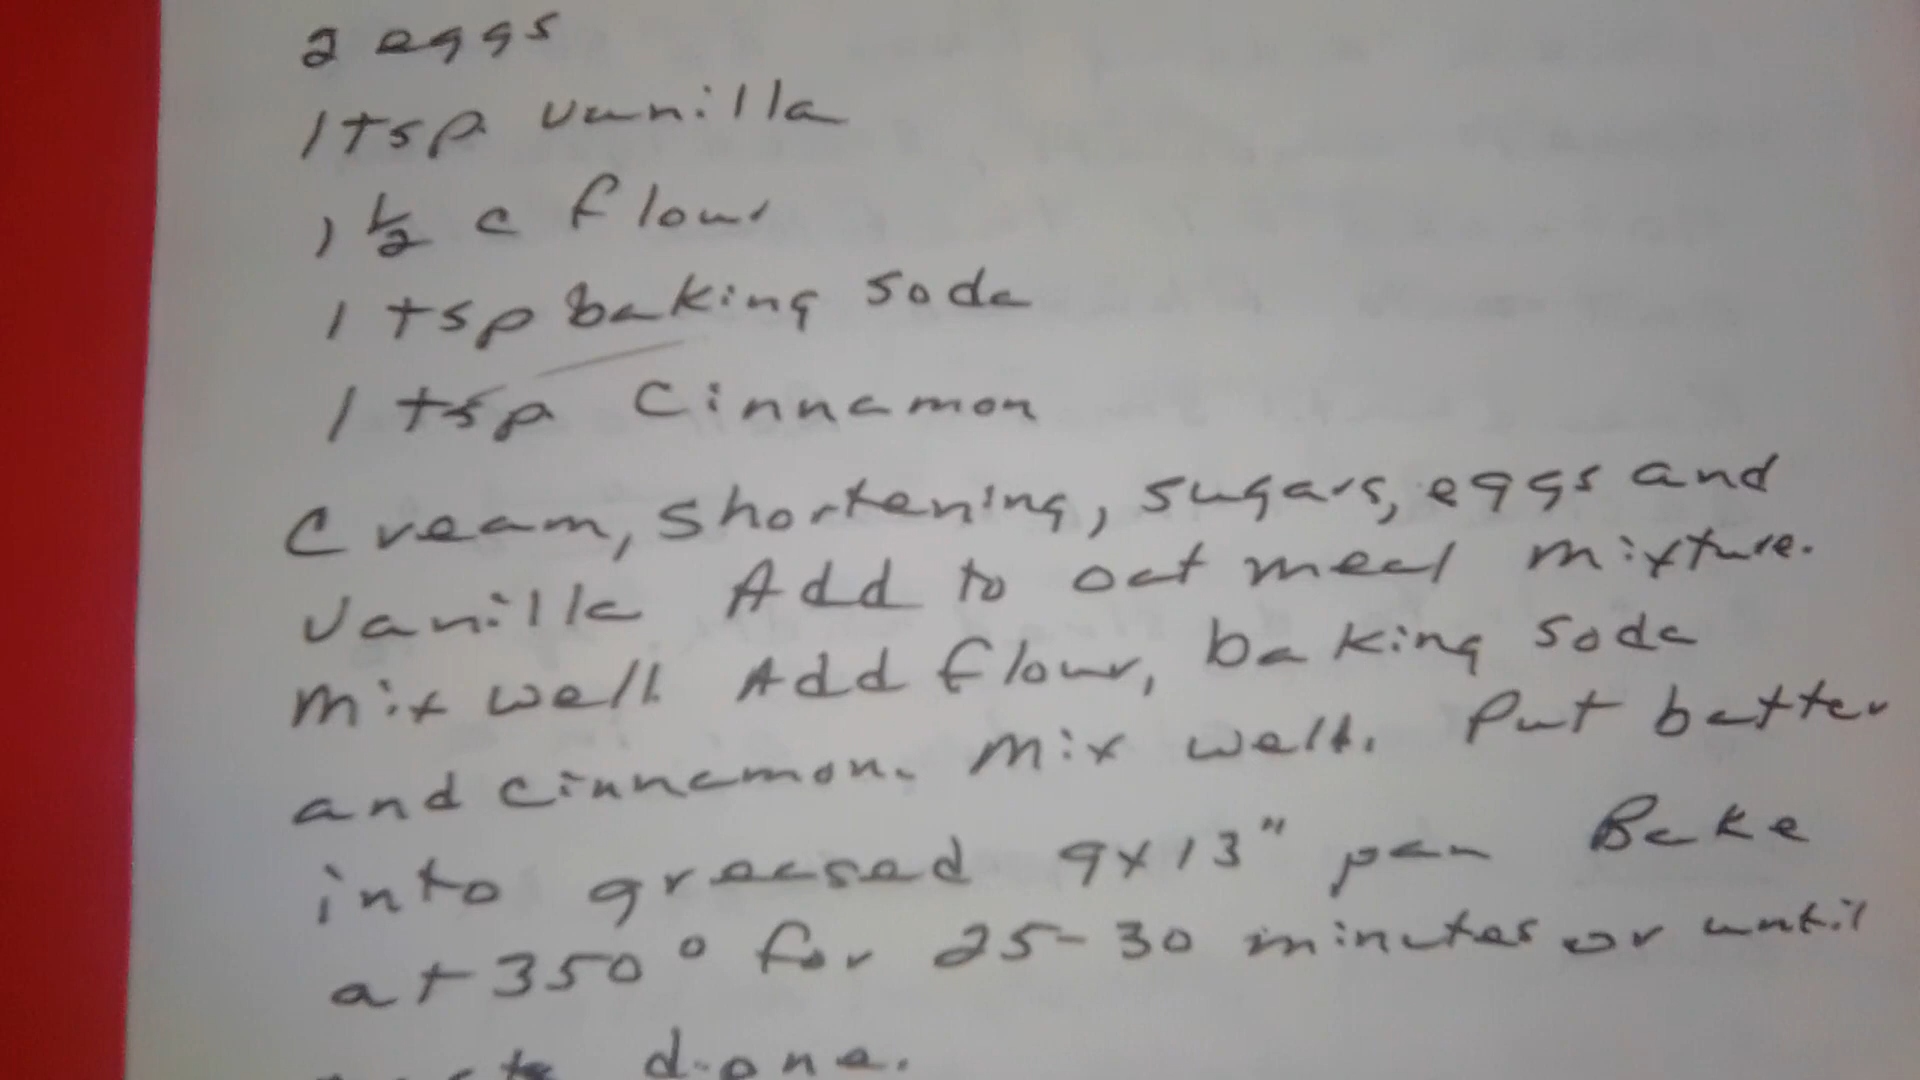 2 eggs
1 tsp vanilla
1 1/2 c flour
1 tsp baking soda
1 tsp Cinnamon
Cream, shortening, sugars, eggs and
vanilla Add to oat meal mixture.
Mix well. Add flour, baking soda
and cinnamon. Mix well. Put batter
into greased 9x13" pan Bake
at 350° for 25-30 minutes or until
done.